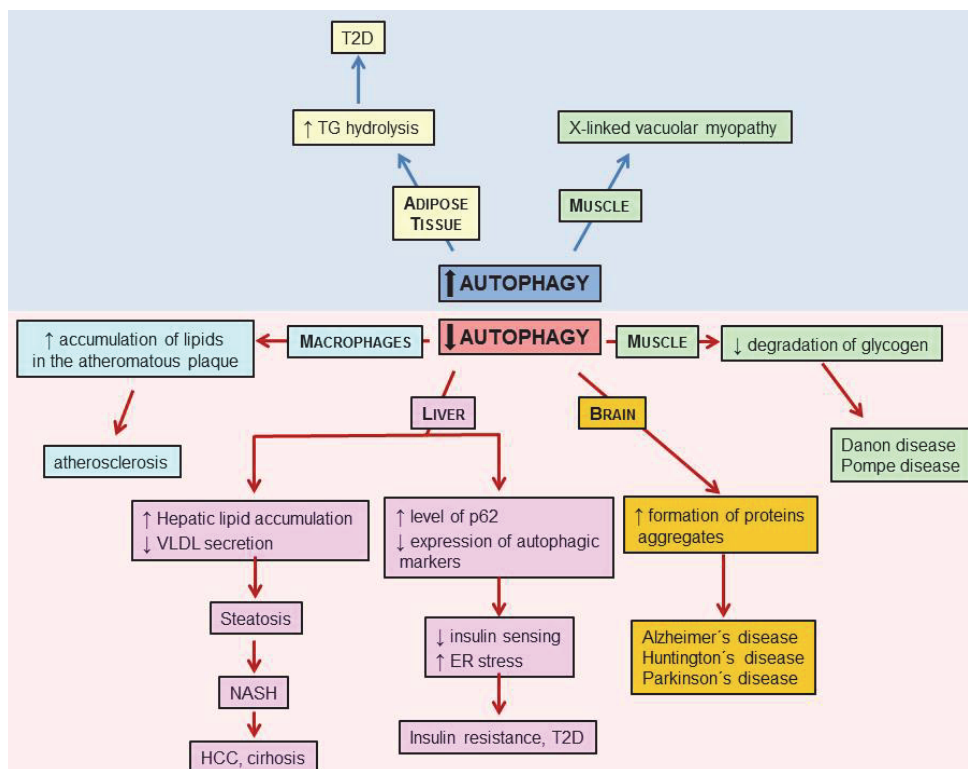 T2D
↑ TG hydrolysis
X-linked vacuolar myopathy
ADIPOSE
TISSUE
MUSCLE
⬆AUTOPHAGY
⬇AUTOPHAGY
MACROPHAGES
MUSCLE
↑ accumulation of lipids
in the atheromatous plaque
↓ degradation of glycogen
LIVER
BRAIN
atherosclerosis
Danon disease
Pompe disease
↑ Hepatic lipid accumulation
↓ VLDL secretion
↑ level of p62
↓ expression of autophagic
markers
↑ formation of proteins
aggregates
Steatosis
↓ insulin sensing
↑ ER stress
Alzheimer´s disease
Huntington´s disease
Parkinson´s disease
NASH
Insulin resistance, T2D
HCC, cirhosis